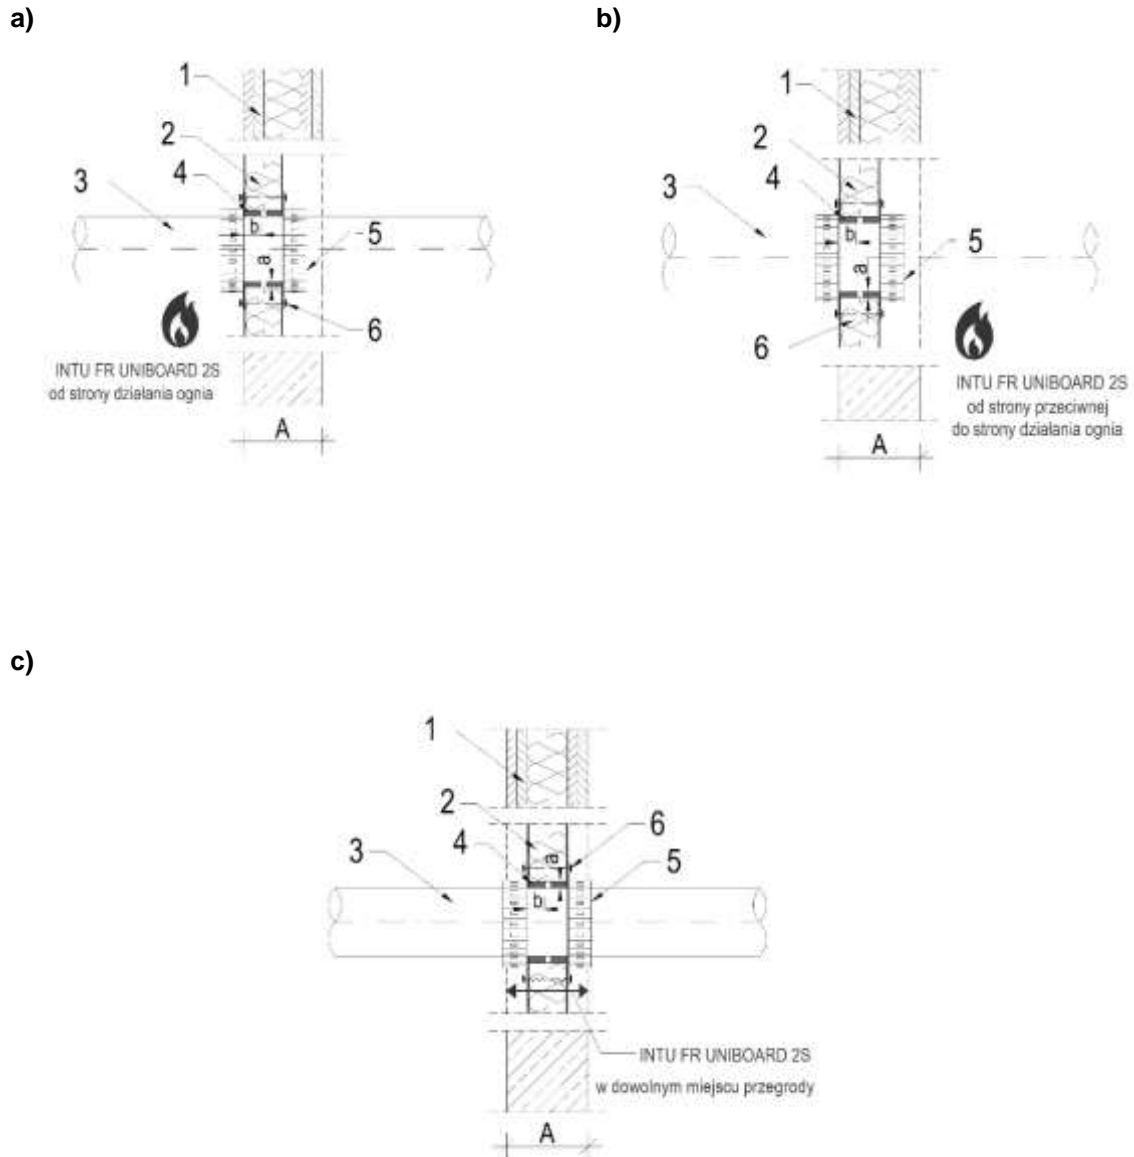 a)
1
2
4
3
b
5
a
6
INTU FR UNIBOARD 2S
od strony działania ognia
A
b)
1
2
4
3
b
5
a
6
INTU FR UNIBOARD 2S
od strony przeciwnej
do strony działania ognia
A
c)
1
2
6
4
3
a
5
b
INTU FR UNIBOARD 2S
w dowolnym miejscu przegrody
A